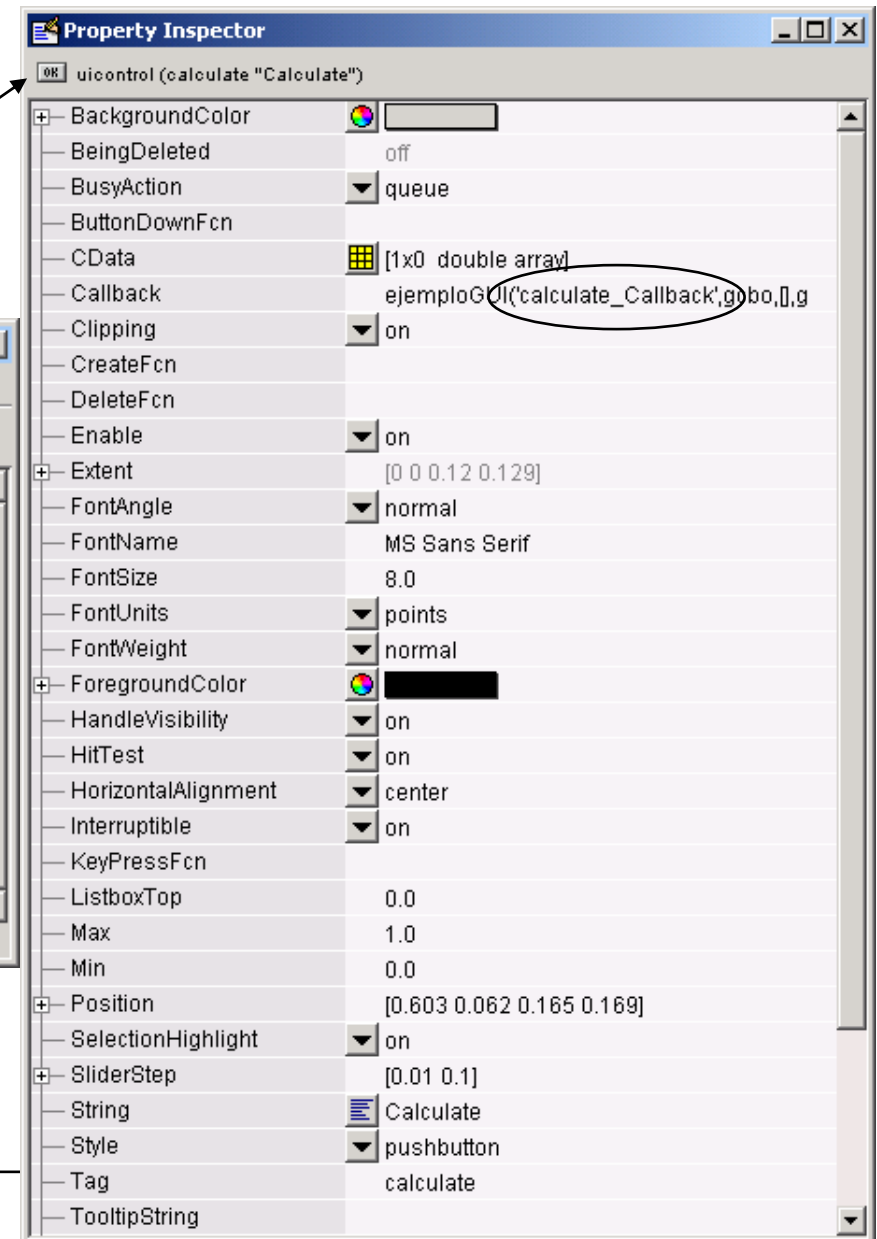 Property Inspector
OK uicontrol (calculate "Calculate")
BackgroundColor
BeingDeleted off
BusyAction queue
ButtonDownFcn
CData [1x0 double array]
Callback ejemploGUI('calculate_Callback',gcbo,[],g
Clipping on
CreateFcn
DeleteFcn
Enable on
Extent [0 0 0.12 0.129]
FontAngle normal
FontName MS Sans Serif
FontSize 8.0
FontUnits points
FontWeight normal
ForegroundColor
HandleVisibility on
HitTest on
HorizontalAlignment center
Interruptible on
KeyPressFcn
ListboxTop 0.0
Max 1.0
Min 0.0
Position [0.603 0.062 0.165 0.169]
SelectionHighlight on
SliderStep [0.01 0.1]
String Calculate
Style pushbutton
Tag calculate
TooltipString